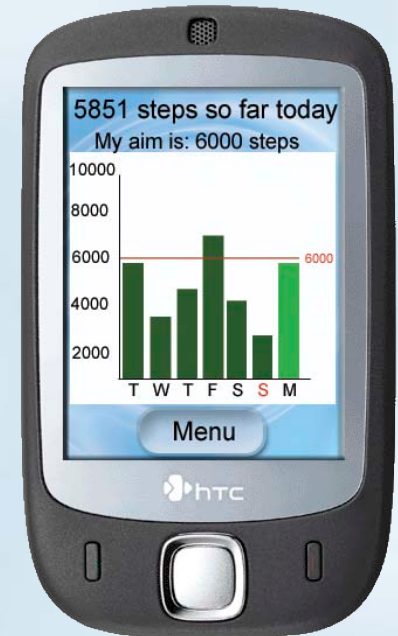 5851 steps so far today
My aim is: 6000 steps
10000
8000
6000
6000
4000
2000
T W T F S S M
Menu
hTC